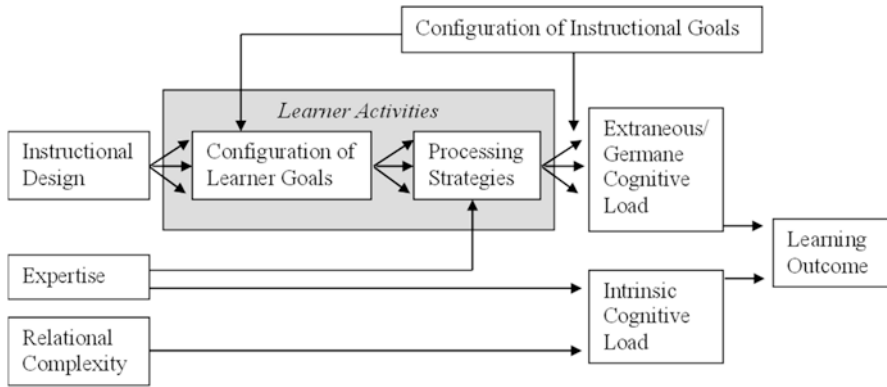 Configuration of Instructional Goals
Learner Activities
Instructional
Design
Configuration of
Learner Goals
Processing
Strategies
Extraneous/
Germane
Cognitive
Load
Learning
Outcome
Expertise
Intrinsic
Cognitive
Load
Relational
Complexity